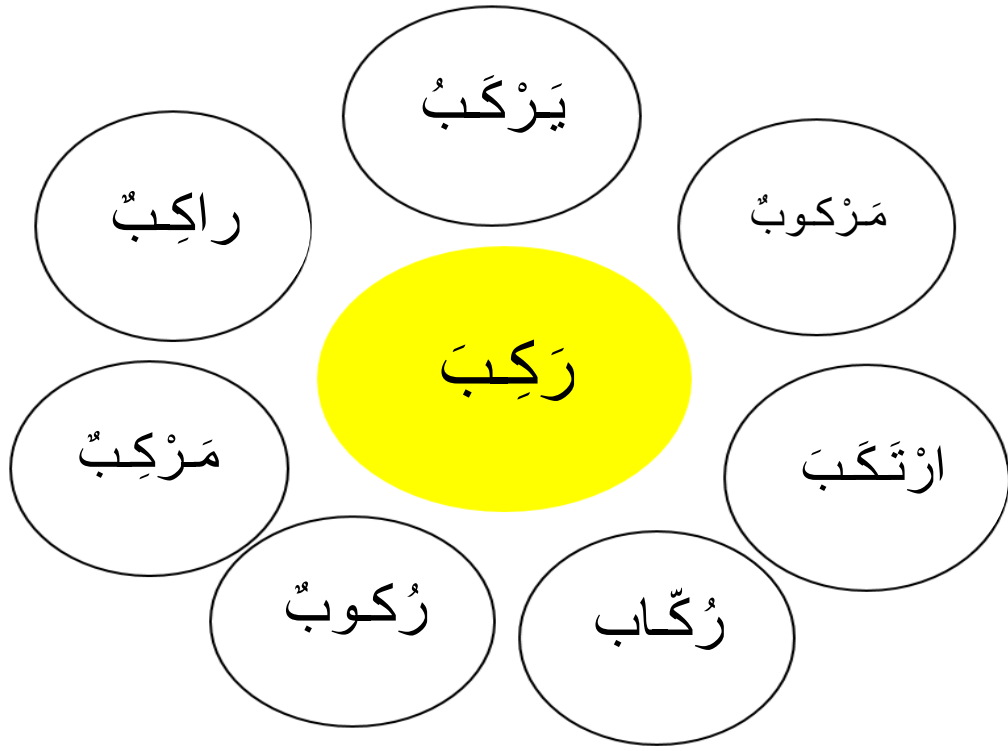 يَـرْكَـبُ
راكِـبٌ
مَـرْكـوبٌ
رَكِـبَ
مَـرْكِـبٌ
ارْتَـكَـبَ
رُكـوبٌ
رُكّـاب